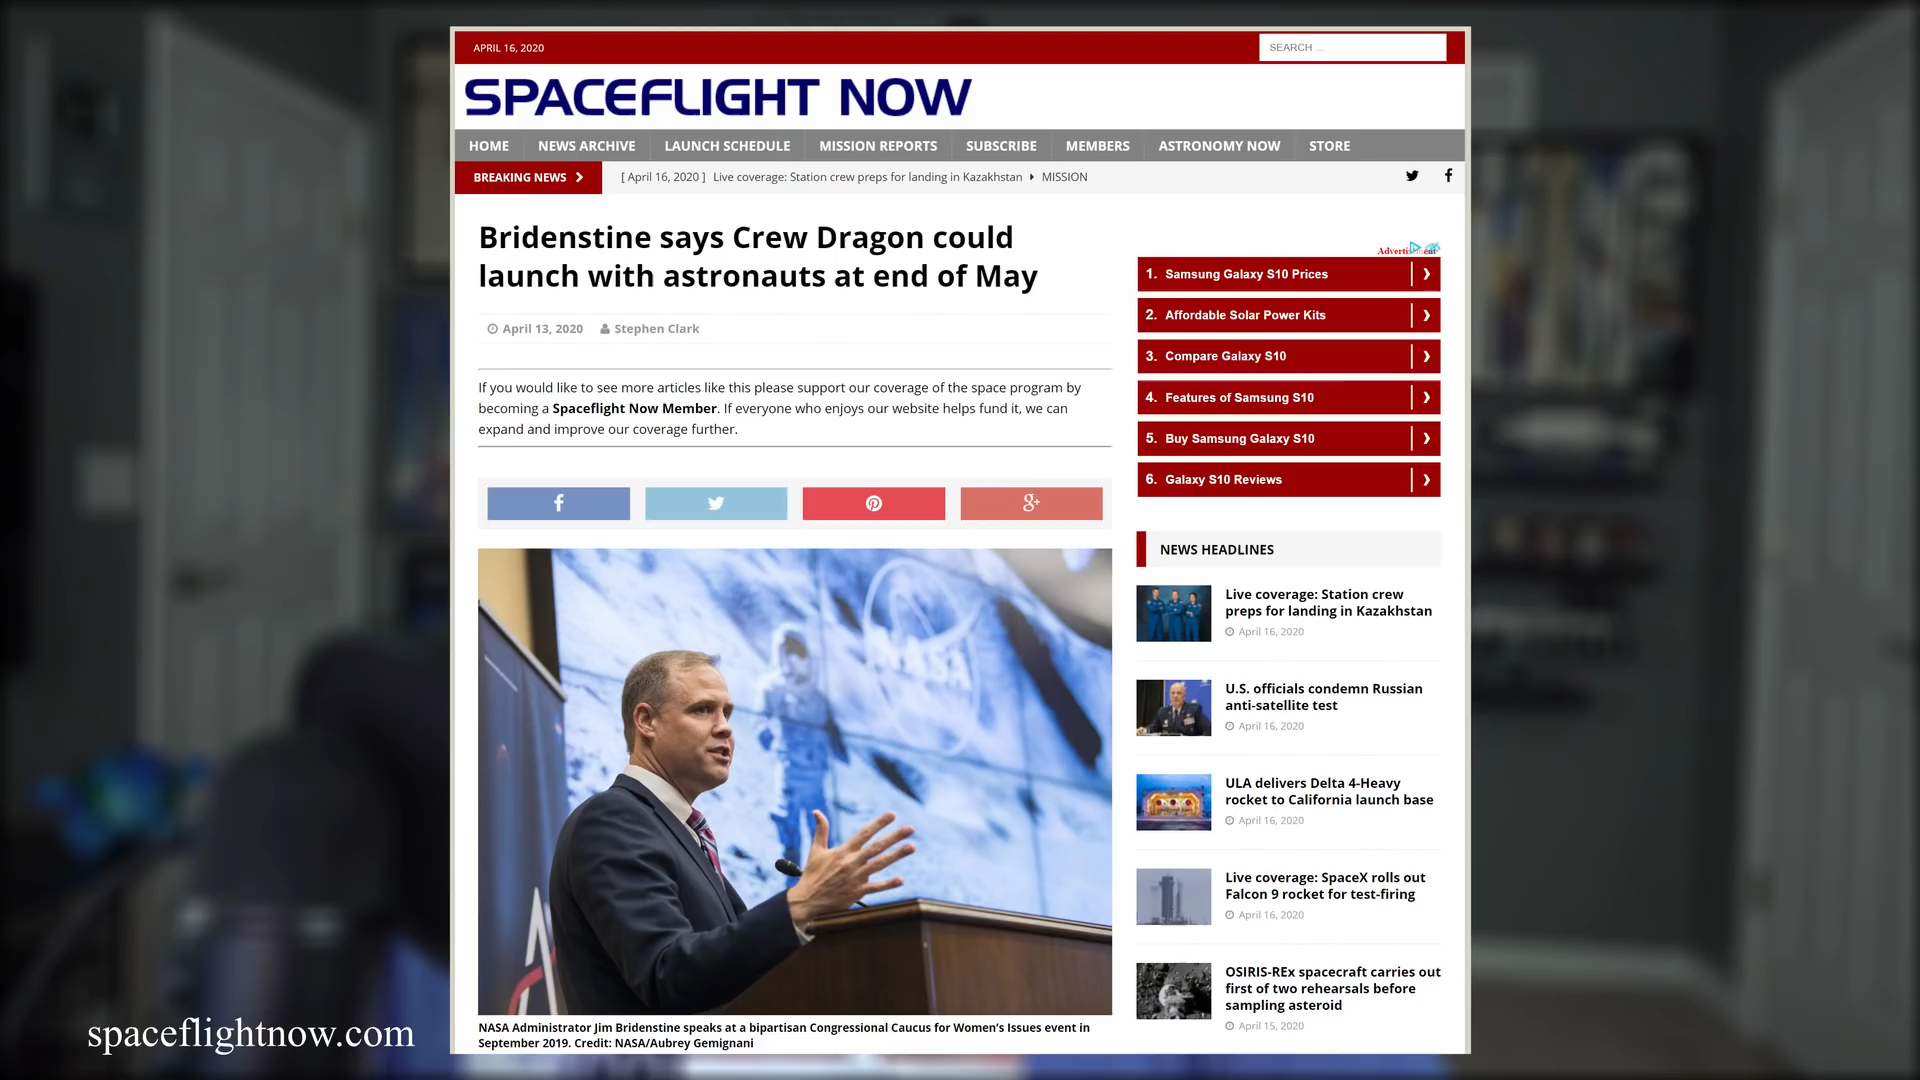 APRIL 16, 2020
SEARCH ...
SPACEFLIGHT NOW
HOME NEWS ARCHIVE LAUNCH SCHEDULE MISSION REPORTS SUBSCRIBE MEMBERS ASTRONOMY NOW STORE
BREAKING NEWS
[ April 16, 2020 ] Live coverage: Station crew preps for landing in Kazakhstan MISSION
Bridenstine says Crew Dragon could
launch with astronauts at end of May
April 13, 2020 Stephen Clark
If you would like to see more articles like this please support our coverage of the space program by
becoming a Spaceflight Now Member. If everyone who enjoys our website helps fund it, we can
expand and improve our coverage further.
g+
NASA
NASA Administrator Jim Bridenstine speaks at a bipartisan Congressional Caucus for Women's Issues event in
September 2019. Credit: NASA/Aubrey Gemignani
1. Samsung Galaxy S10 Prices
2. Affordable Solar Power Kits
3. Compare Galaxy S10
4. Features of Samsung S10
5. Buy Samsung Galaxy S10
6. Galaxy S10 Reviews
NEWS HEADLINES
Live coverage: Station crew
preps for landing in Kazakhstan
April 16, 2020
U.S. officials condemn Russian
anti-satellite test
April 16, 2020
ULA delivers Delta 4-Heavy
rocket to California launch base
April 16, 2020
Live coverage: SpaceX rolls out
Falcon 9 rocket for test-firing
April 16, 2020
OSIRIS-REx spacecraft carries out
first of two rehearsals before
sampling asteroid
April 15, 2020
spaceflightnow.com